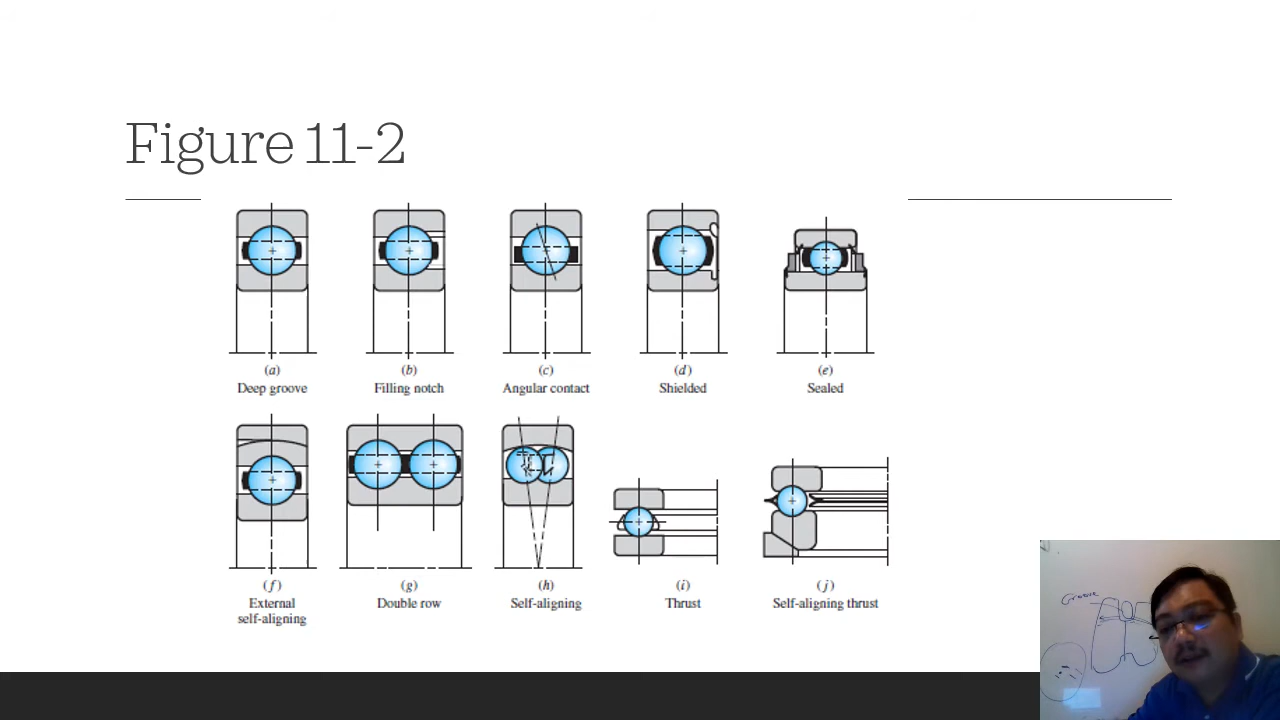 Figure 11-2
(a)
Deep groove
(b)
Filling notch
(c)
Angular contact
(d)
Shielded
(e)
Sealed
(f)
External
self-aligning
(g)
Double row
(h)
Self-aligning
(i)
Thrust
(j)
Self-aligning thrust
Groove